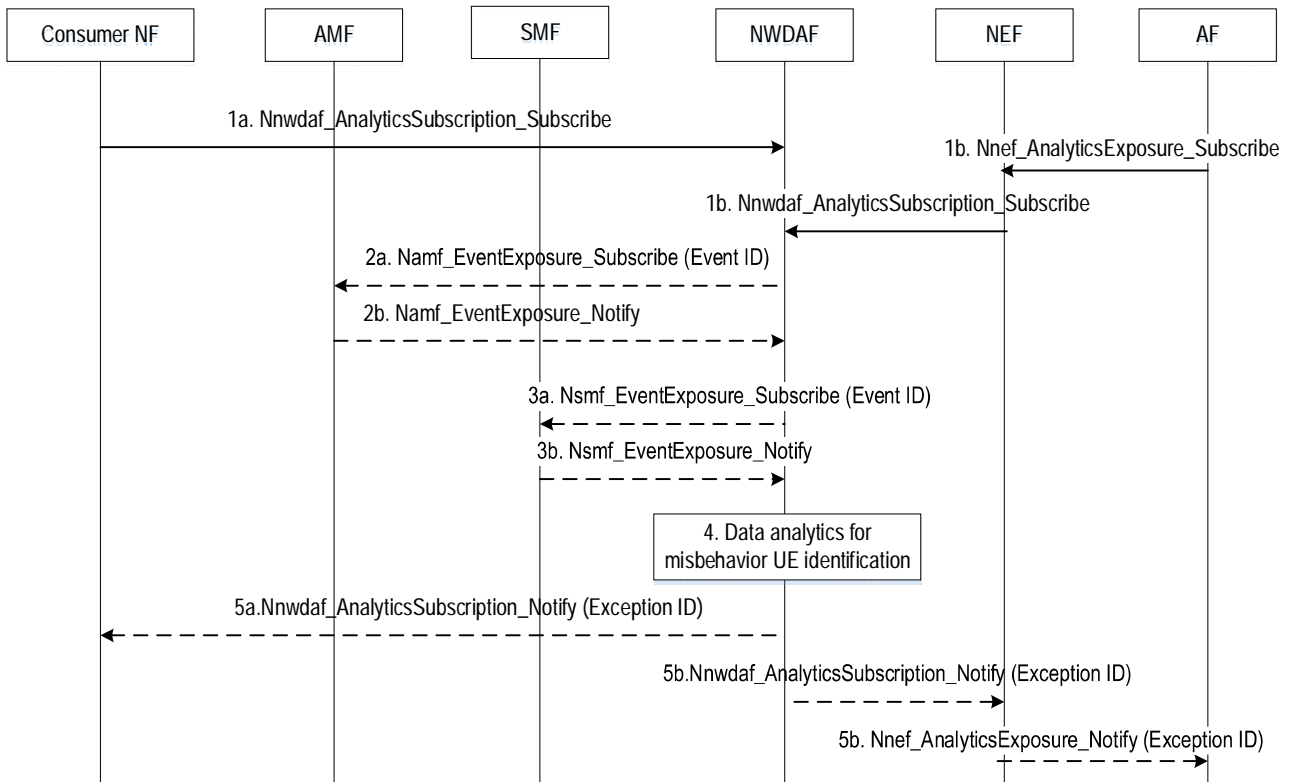 Consumer NF
AMF
SMF
NWDAF
NEF
AF
1a. Nnwdaf_AnalyticsSubscription_Subscribe
1b. Nnef_AnalyticsExposure_Subscribe
1b. Nnwdaf_AnalyticsSubscription_Subscribe
2a. Namf_EventExposure_Subscribe (Event ID)
2b. Namf_EventExposure_Notify
3a. Nsmf_EventExposure_Subscribe (Event ID)
3b. Nsmf_EventExposure_Notify
4. Data analytics for
misbehavior UE identification
5a.Nnwdaf_AnalyticsSubscription_Notify (Exception ID)
5b.Nnwdaf_AnalyticsSubscription_Notify (Exception ID)
5b. Nnef_AnalyticsExposure_Notify (Exception ID)